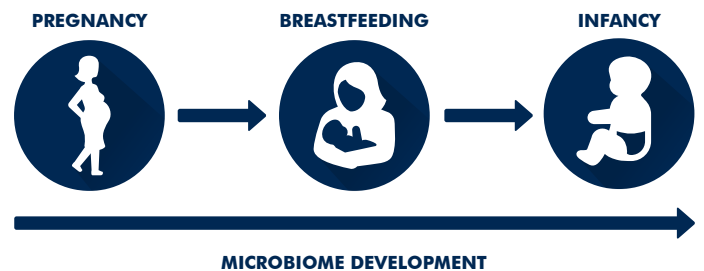 PREGNANCY
BREASTFEEDING
INFANCY
MICROBIOME DEVELOPMENT